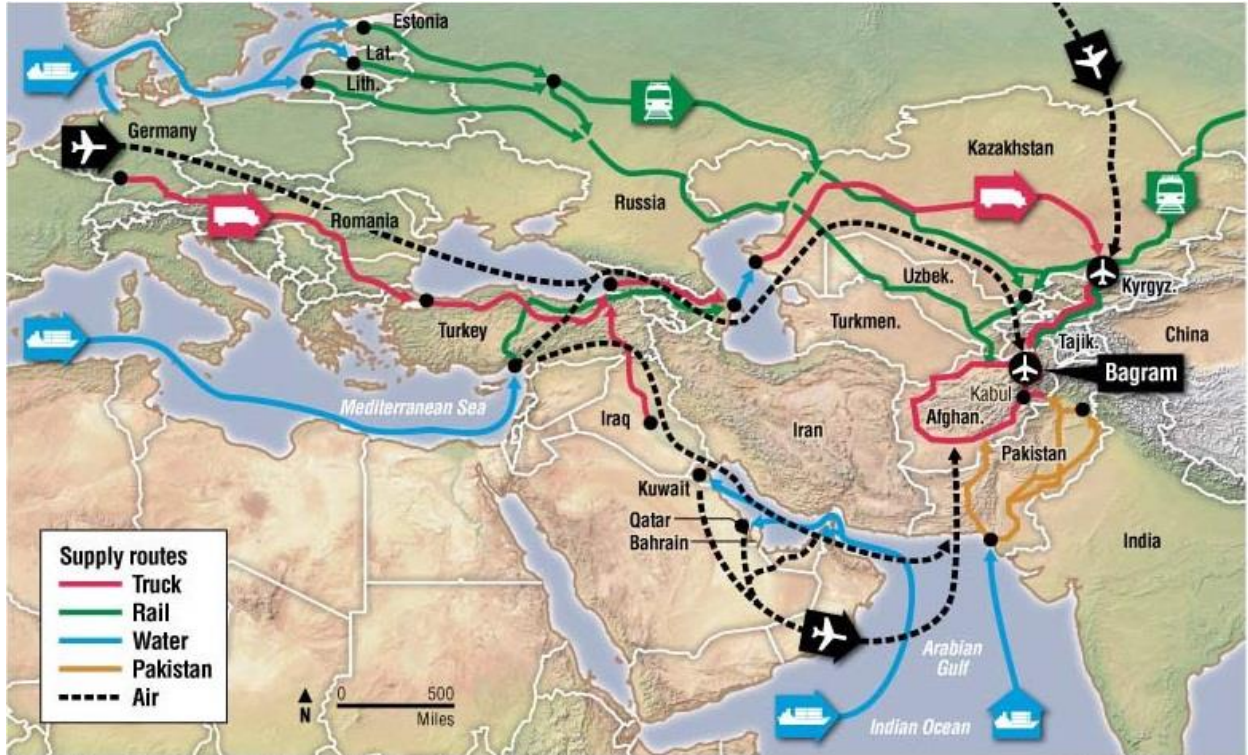 Estonia
Lat.
Lith.
Germany
Kazakhstan
Romania
Russia
Uzbek.
Kyrgyz.
Turkey
Turkmen.
Tajik.
China
Bagram
Mediterranean Sea
Kabul
Iraq
Iran
Afghan.
Pakistan
Kuwait
Qatar
Bahrain
India
Supply routes
Truck
Rail
Water
Pakistan
Air
N
0 500
Miles
Arabian
Gulf
Indian Ocean